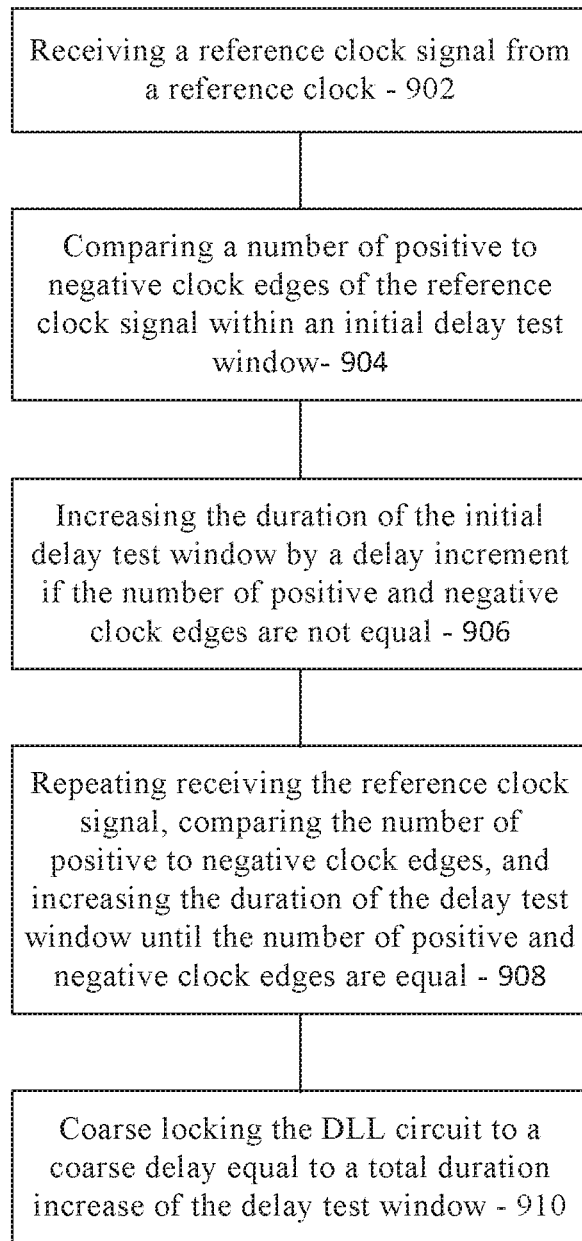 Receiving a reference clock signal from
a reference clock - 902
Comparing a number of positive to
negative clock edges of the reference
clock signal within an initial delay test
window- 904
Increasing the duration of the initial
delay test window by a delay increment
if the number of positive and negative
clock edges are not equal - 906
Repeating receiving the reference clock
signal, comparing the number of
positive to negative clock edges, and
increasing the duration of the delay test
window until the number of positive and
negative clock edges are equal - 908
Coarse locking the DLL circuit to a
coarse delay equal to a total duration
increase of the delay test window - 910